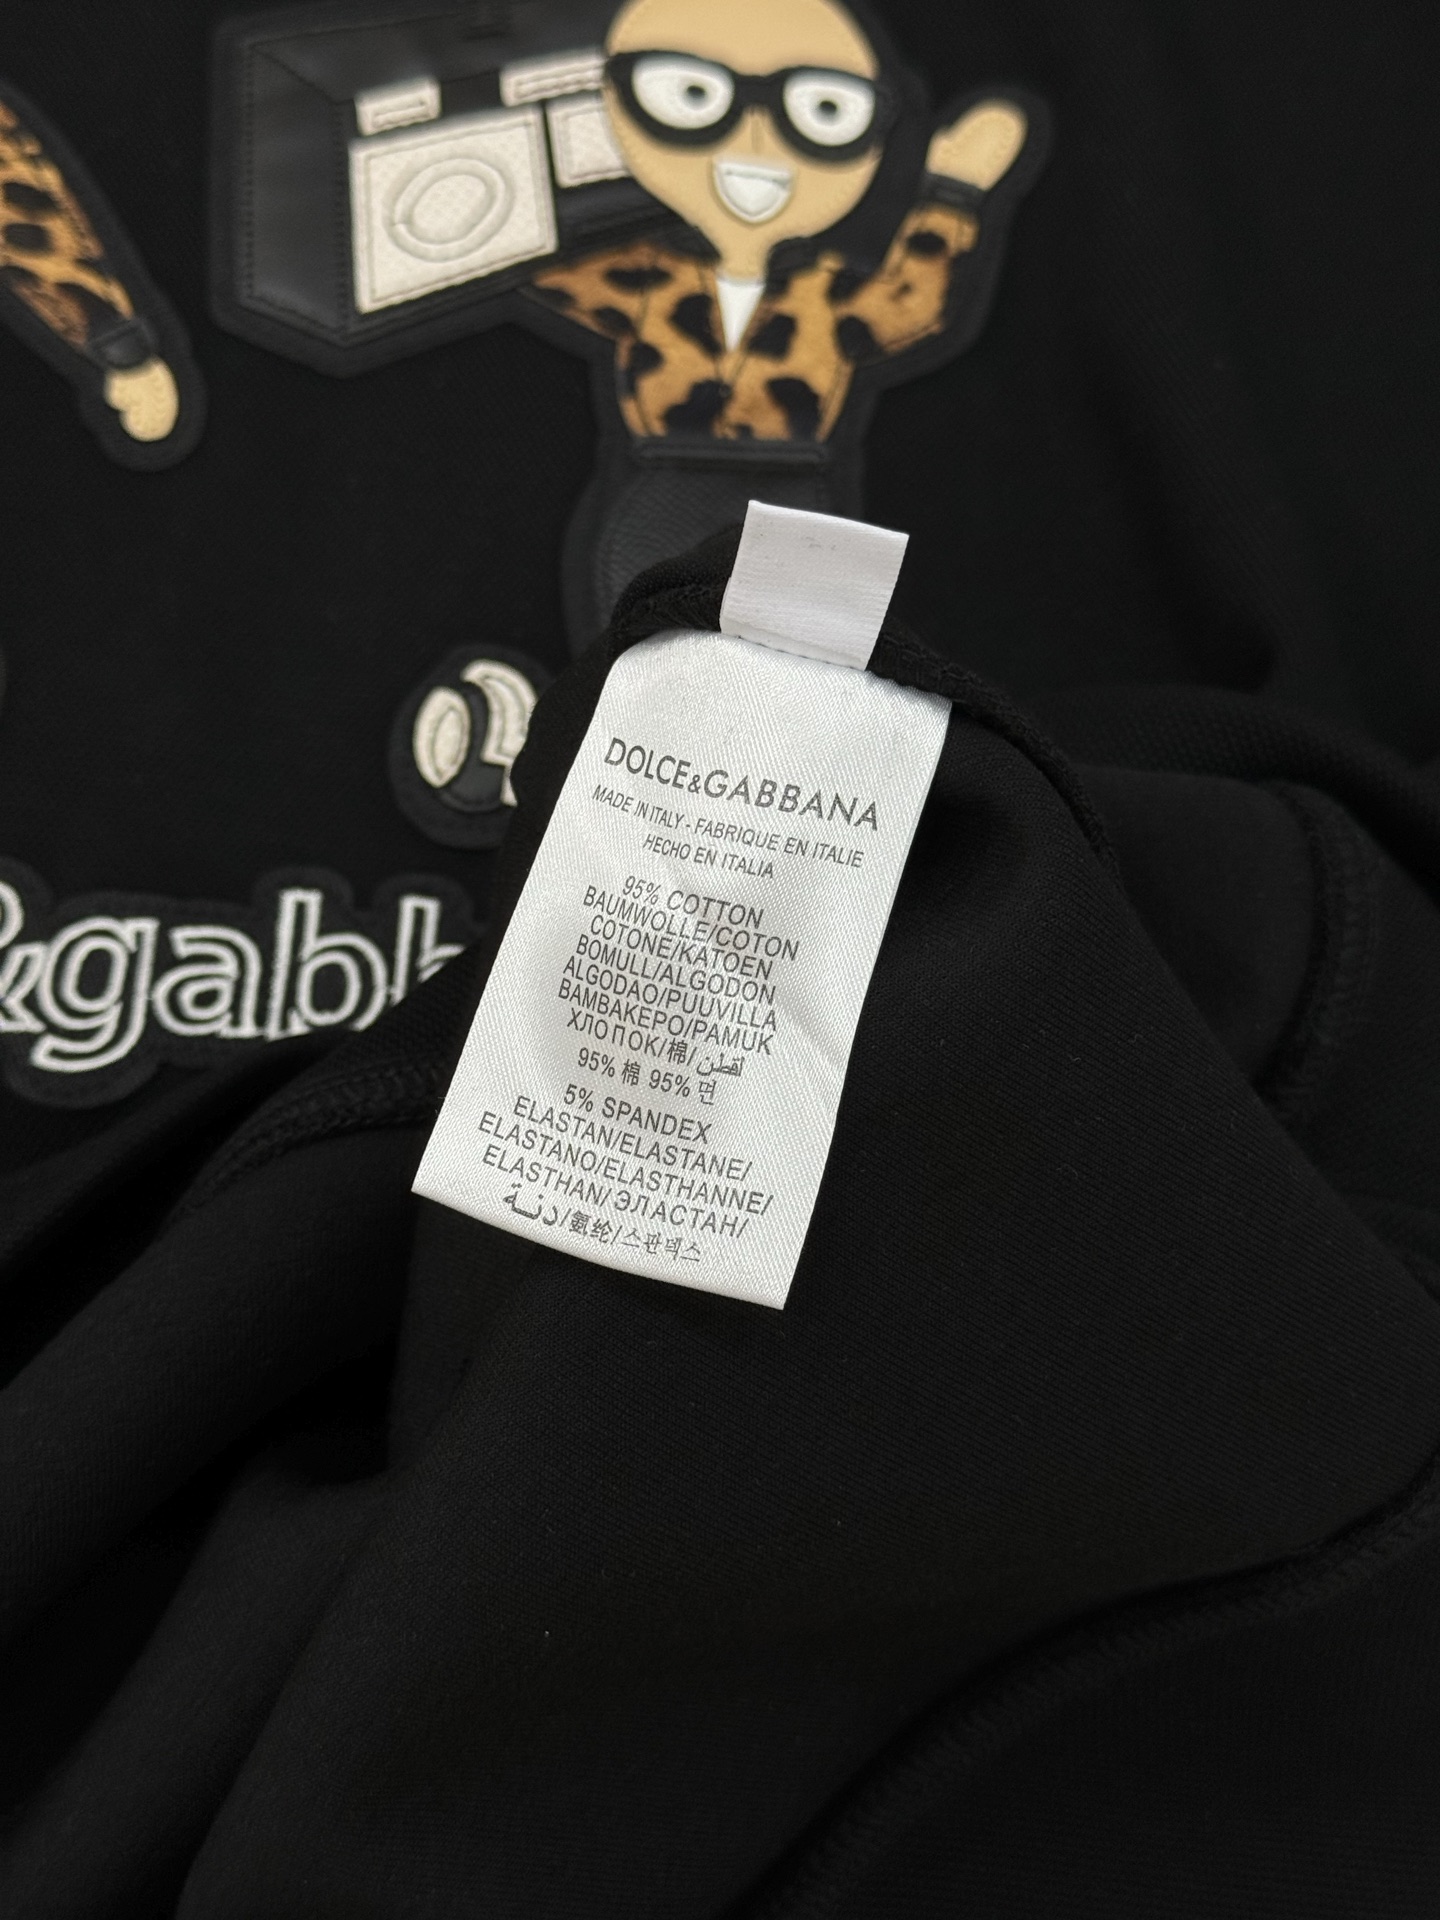 &gabb
DOLCE&GABBANA
MADE IN ITALY - FABRIQUE EN ITALIE
HECHO EN ITALIA
95% COTTON
BAUMWOLLE/COTON
COTONE/KATOEN
BOMULL/ALGODON
ALGODAO/PUUVILLA
BAMBAKEPO/PAMUK
ХЛОПОК/棉/قطن
95% 棉 95% 면
5% SPANDEX
ELASTAN/ELASTANE/
ELASTANO/ELASTHANNE/
ELASTHAN/ЭЛАСТАН/
/氨纶/스판덱스